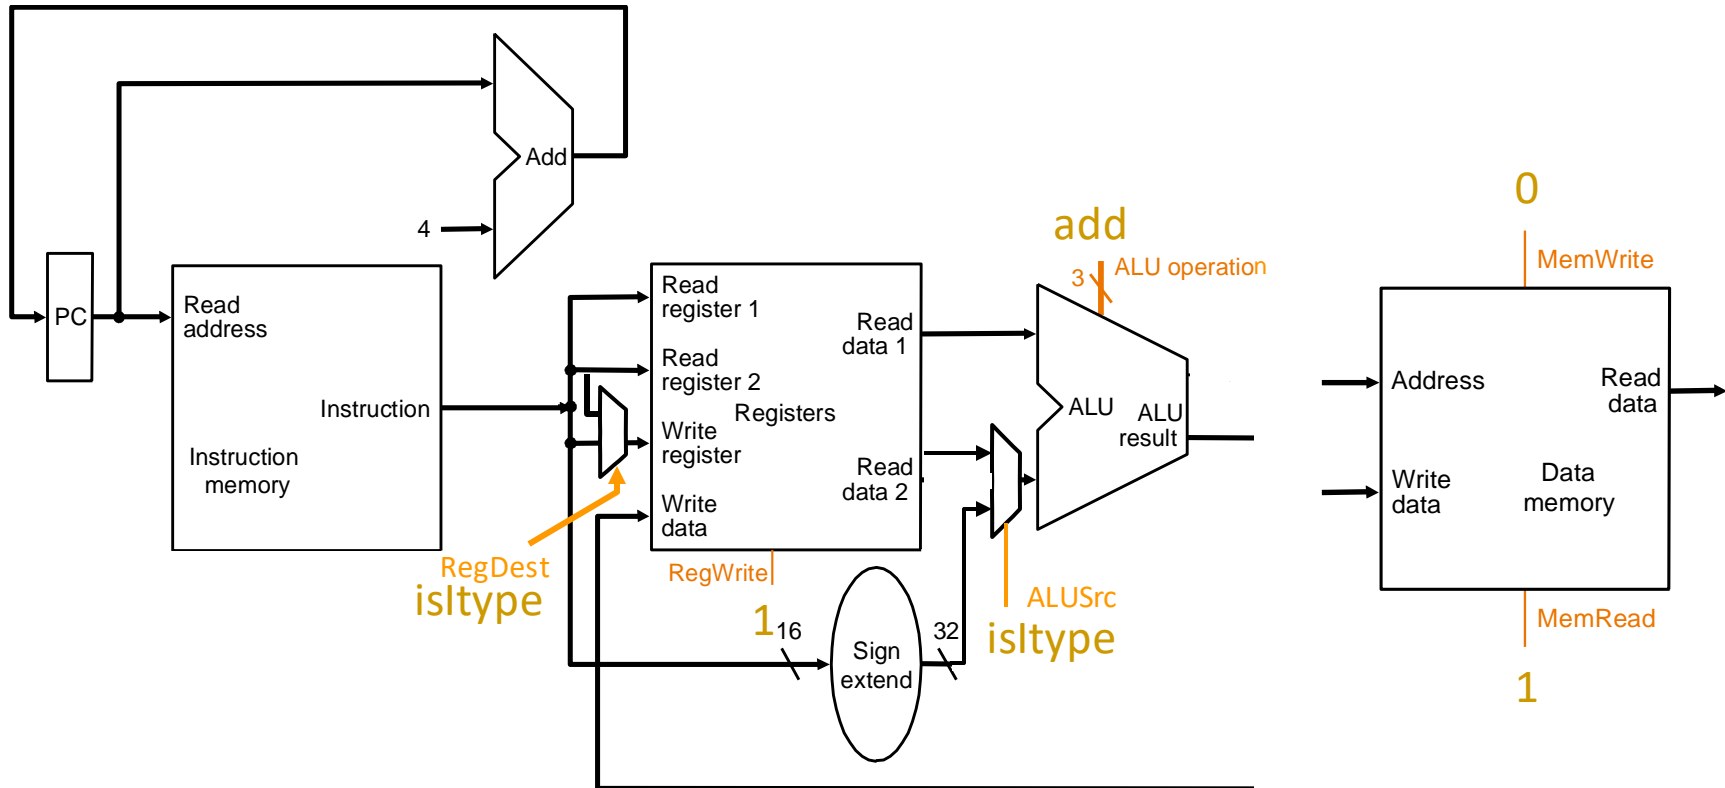 Add
4
PC
Read
address
Instruction
Instruction
memory
RegDest
isItype
Read
register 1
Read
register 2
Registers
Write
register
Write
data
Read
data 1
Read
data 2
RegWrite
1
16
Sign
extend
32
add
ALU operation
3
ALU
ALU
result
ALUSrc
isItype
0
MemWrite
Address
Read
data
Write
data
Data
memory
MemRead
1